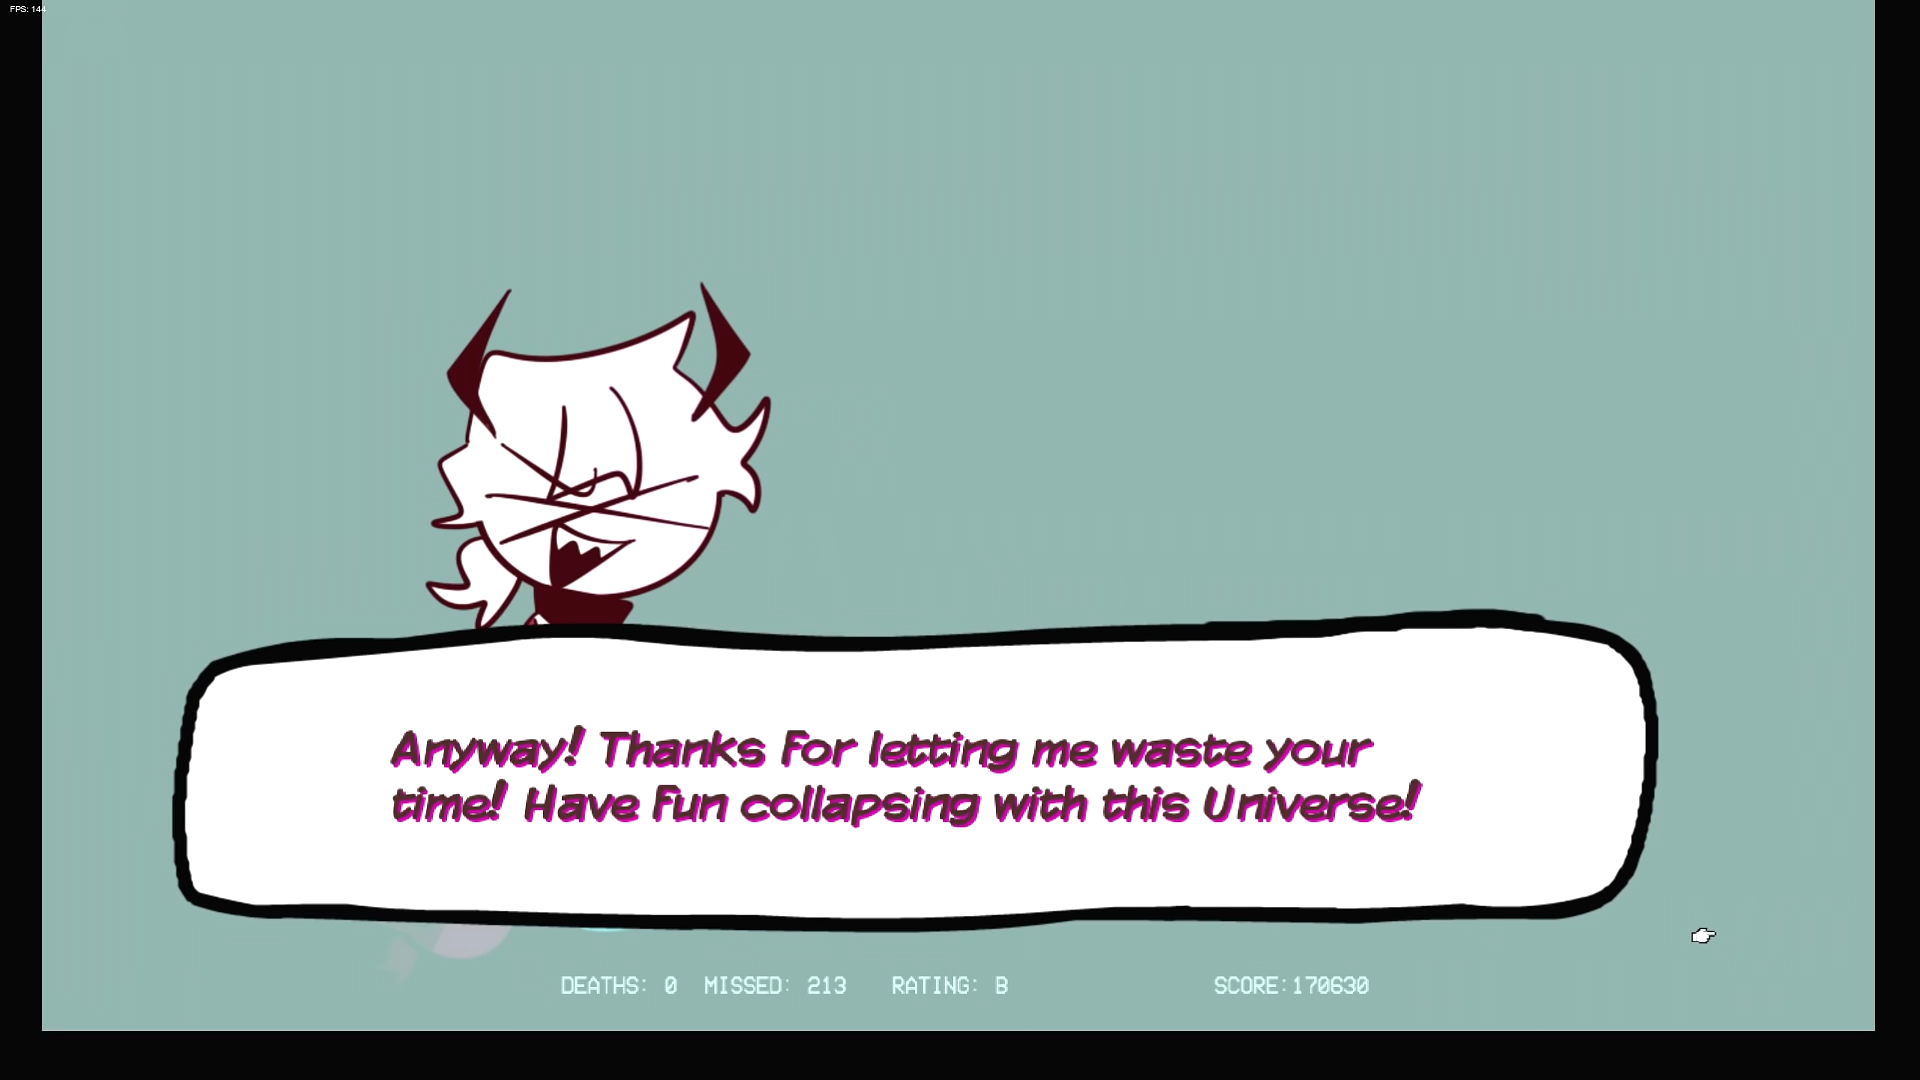 FPS: 144
Anyway! Thanks for letting me waste your
time! Have fun collapsing with this Universe!
DEATHS: 0 MISSED: 213 RATING: B SCORE:170630